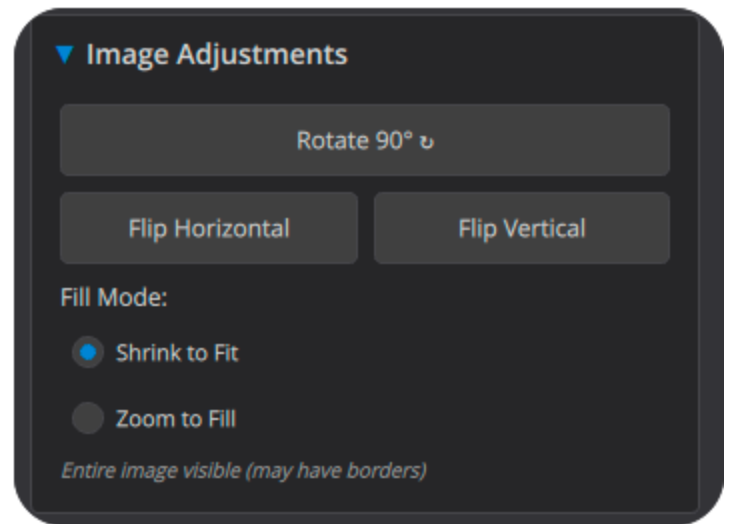 ▼ Image Adjustments
Rotate 90° ↻
Flip Horizontal Flip Vertical
Fill Mode:
Shrink to Fit
Zoom to Fill
Entire image visible (may have borders)